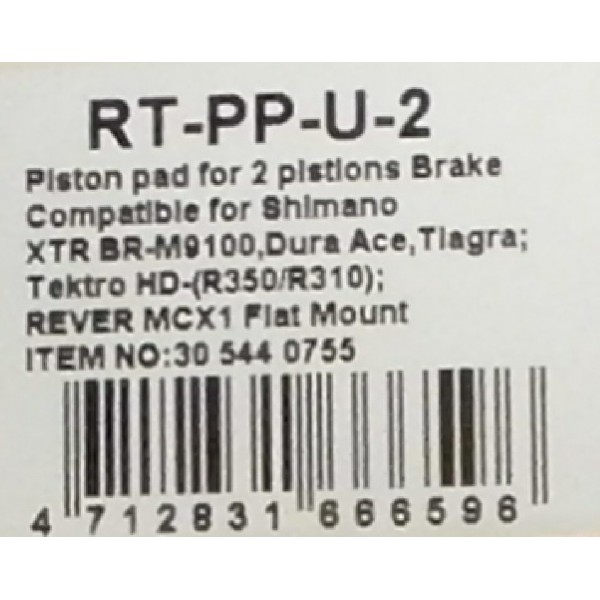 RT-PP-U-2
Piston pad for 2 pistions Brake
Compatible for Shimano
XTR BR-M9100,Dura Ace,Tiagra;
Tektro HD-(R350/R310);
REVER MCX1 Flat Mount
ITEM NO:30 544 0755
4 712831 666596